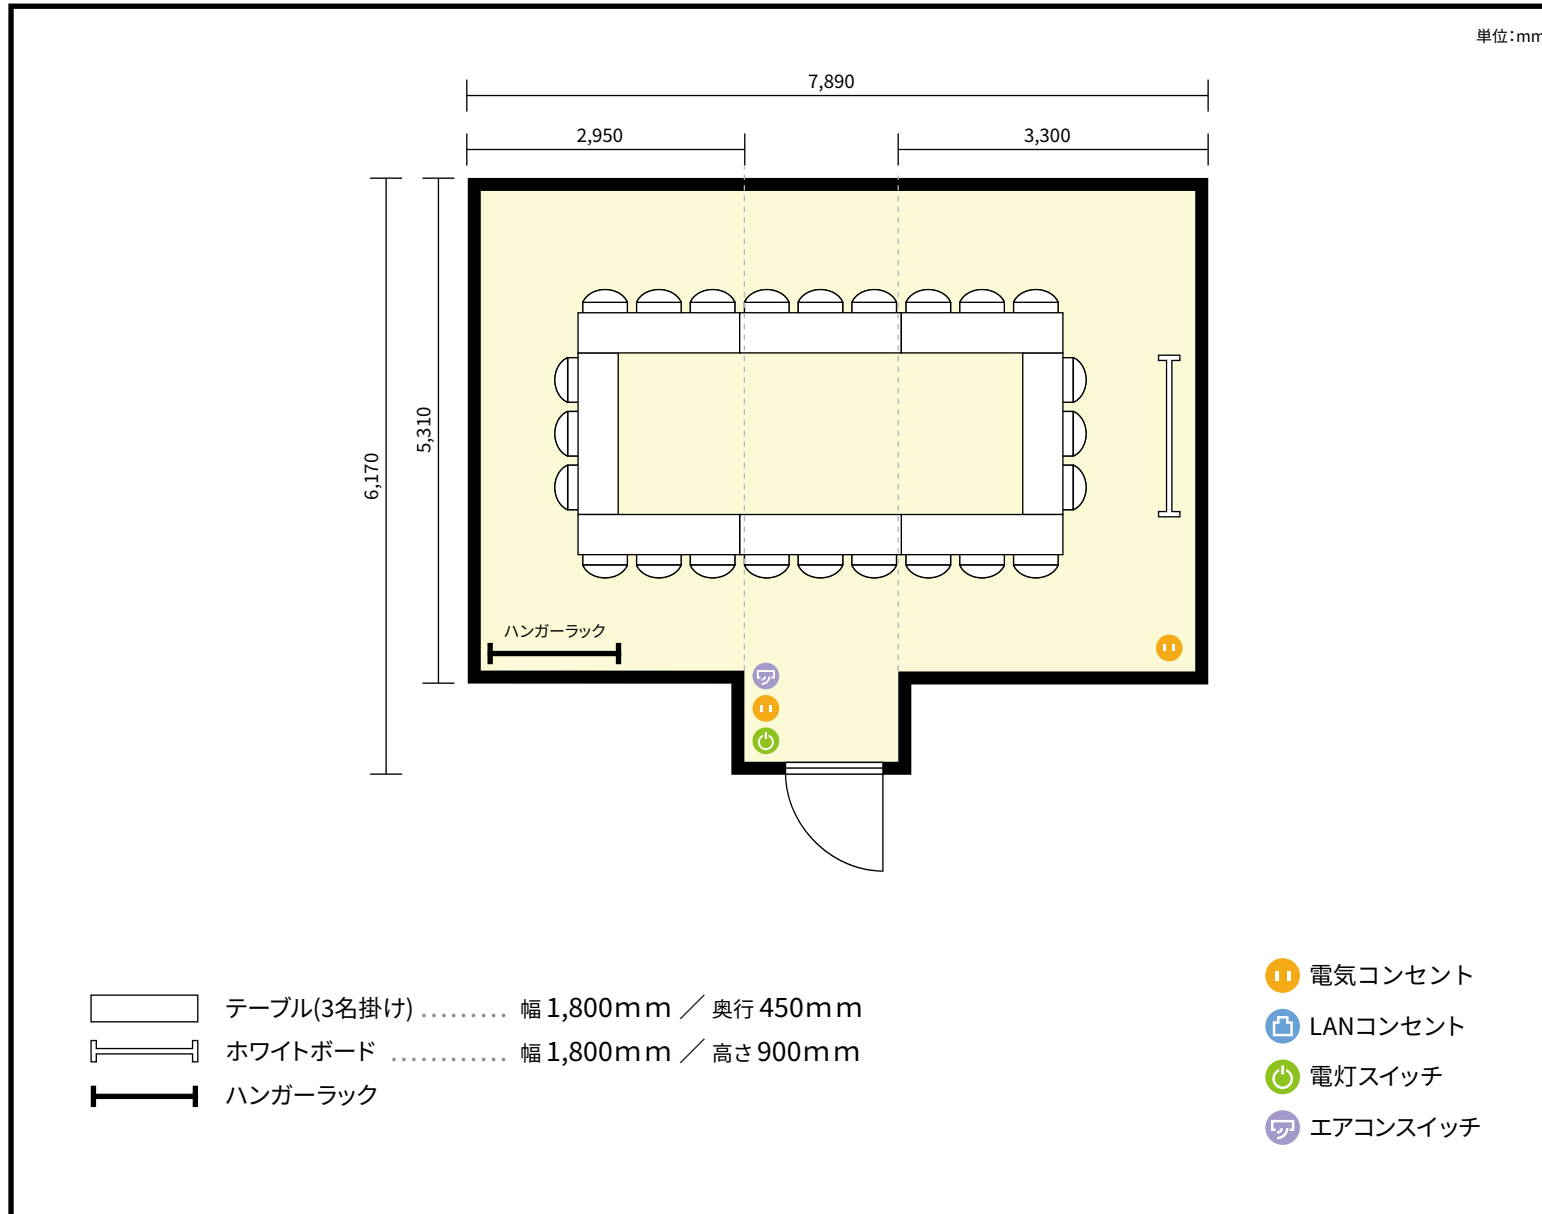 単位：mm
7,890
2,950
3,300
5,310
6,170
ハンガーラック
テーブル(3名掛け) ......... 幅 1,800mm ／ 奥行 450mm
ホワイトボード ............ 幅 1,800mm ／ 高さ 900mm
ハンガーラック
電気コンセント
LANコンセント
電灯スイッチ
エアコンスイッチ